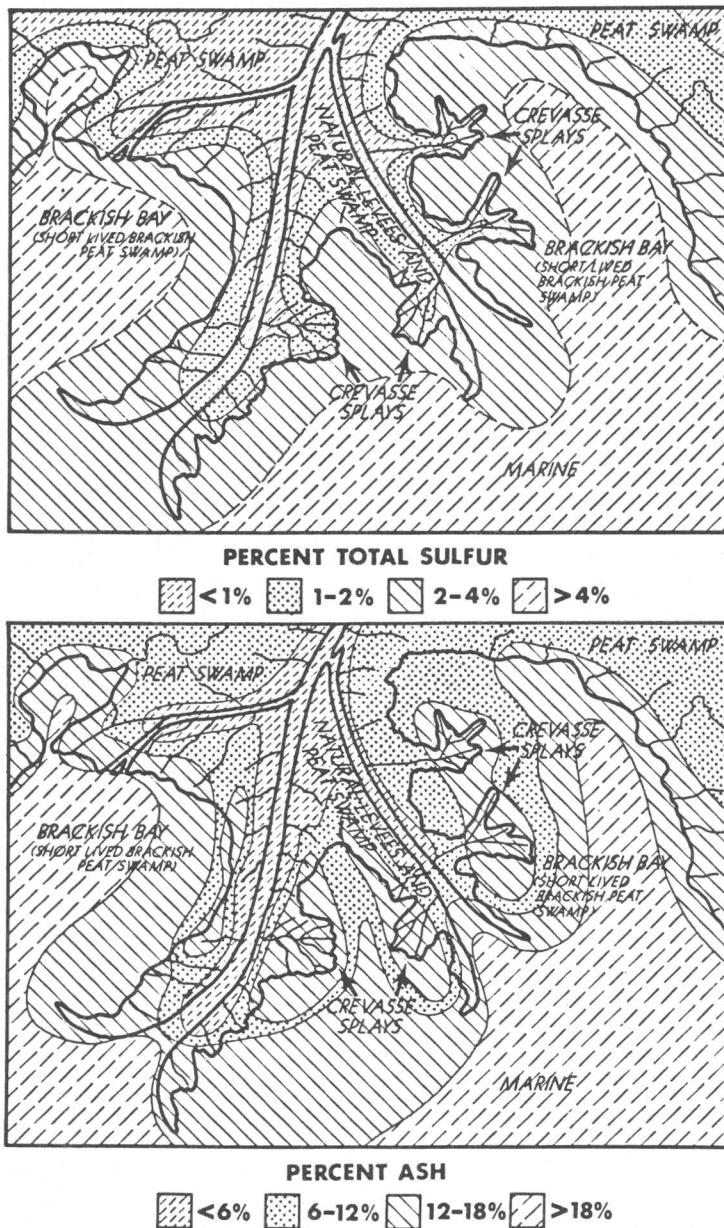 PEAT SWAMP
PEAT SWAMP
CREVASSE
SPLAYS
NATURAL LEVEES AND
PEAT SWAMP
BRACKISH BAY
(SHORT LIVED BRACKISH
PEAT SWAMP)
BRACKISH BAY
(SHORT LIVED
BRACKISH PEAT
SWAMP)
CREVASSE
SPLAYS
MARINE
PERCENT TOTAL SULFUR
<1% 1-2% 2-4% >4%
PEAT SWAMP
PEAT SWAMP
CREVASSE
SPLAYS
NATURAL LEVEES AND
PEAT SWAMP
BRACKISH BAY
(SHORT LIVED BRACKISH
PEAT SWAMP)
BRACKISH BAY
(SHORT LIVED
BRACKISH PEAT
SWAMP)
CREVASSE
SPLAYS
MARINE
PERCENT ASH
<6% 6-12% 12-18% >18%